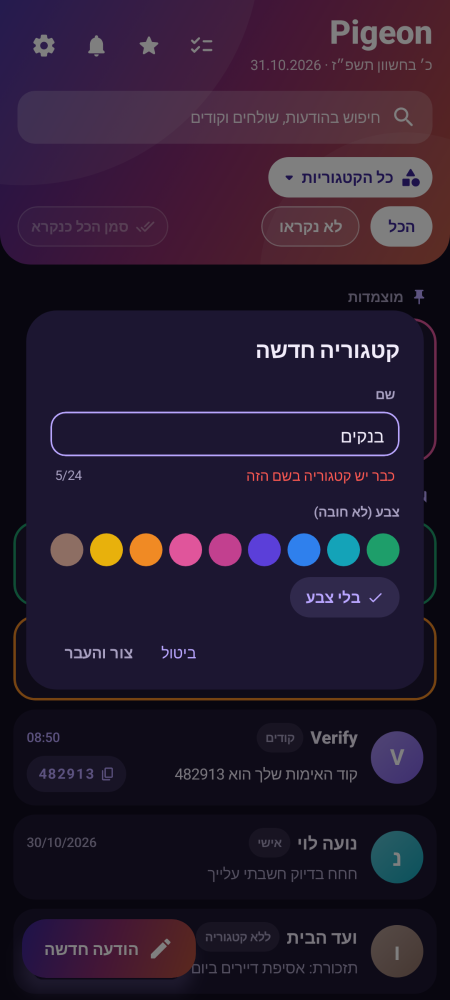 Pigeon
כ׳ בחשוון תשפ״ז · 31.10.2026
חיפוש בהודעות, שולחים וקודים
כל הקטגוריות
הכל
לא נקראו
סמן הכל כנקרא
מוצמדות
קטגוריה חדשה
שם
בנקים
כבר יש קטגוריה בשם הזה
5/24
צבע (לא חובה)
בלי צבע
ביטול
צור והעבר
V
Verify
קודים
08:50
קוד האימות שלך הוא 482913
482913
נ
נועה לוי
אישי
30/10/2026
חחח בדיוק חשבתי עלייך
ו
ועד הבית
ללא קטגוריה
תזכורת: אסיפת דיירים ביום
הודעה חדשה